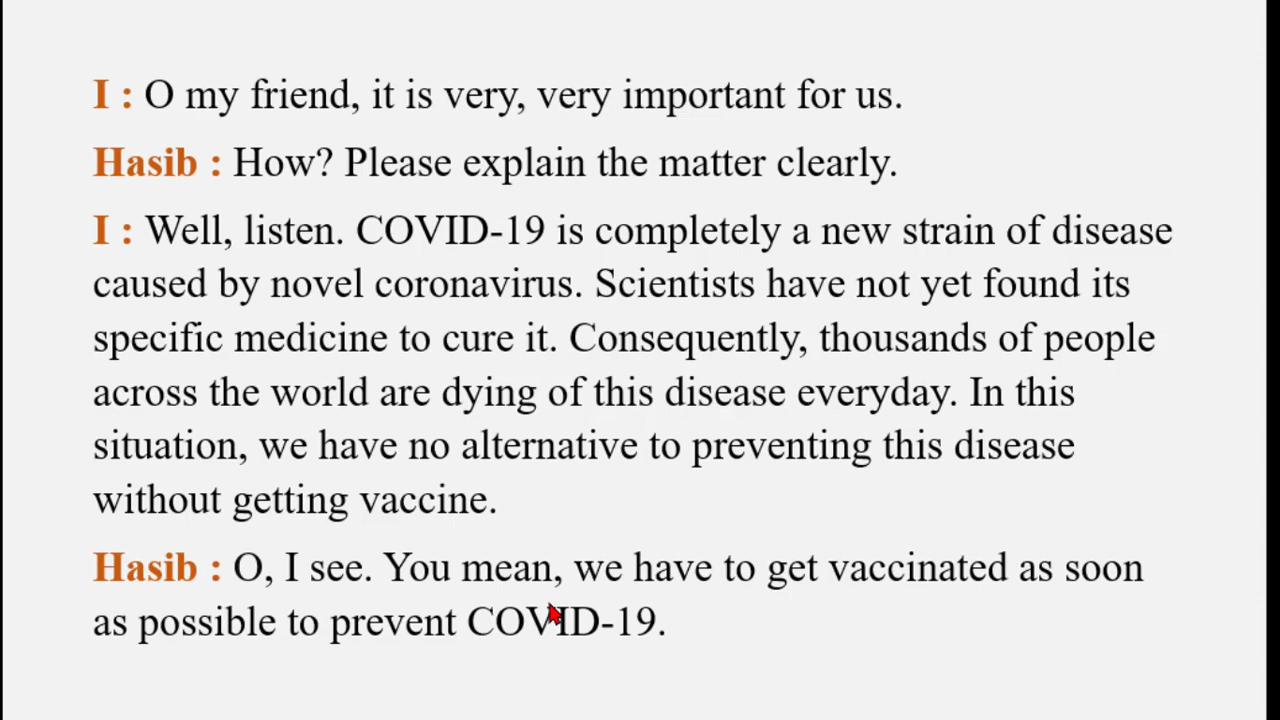 I : O my friend, it is very, very important for us.
Hasib : How? Please explain the matter clearly.
I : Well, listen. COVID-19 is completely a new strain of disease
caused by novel coronavirus. Scientists have not yet found its
specific medicine to cure it. Consequently, thousands of people
across the world are dying of this disease everyday. In this
situation, we have no alternative to preventing this disease
without getting vaccine.
Hasib : O, I see. You mean, we have to get vaccinated as soon
as possible to prevent COVID-19.